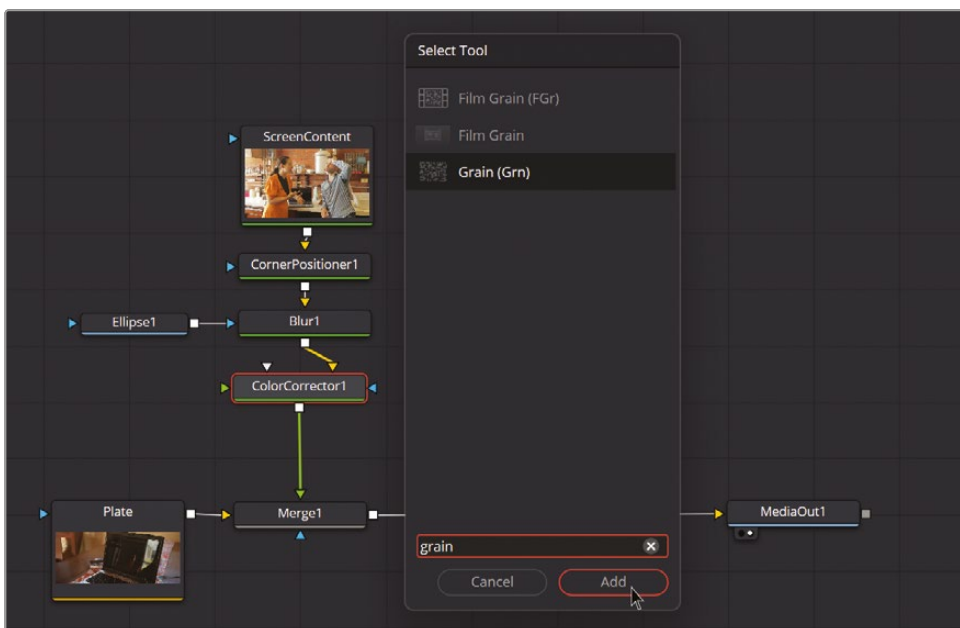 Select Tool
Film Grain (FGr)
Film Grain
Grain (Grn)
ScreenContent
CornerPositioner1
Ellipse1
Blur1
ColorCorrector1
Plate
Merge1
MediaOut1
grain
Cancel
Add